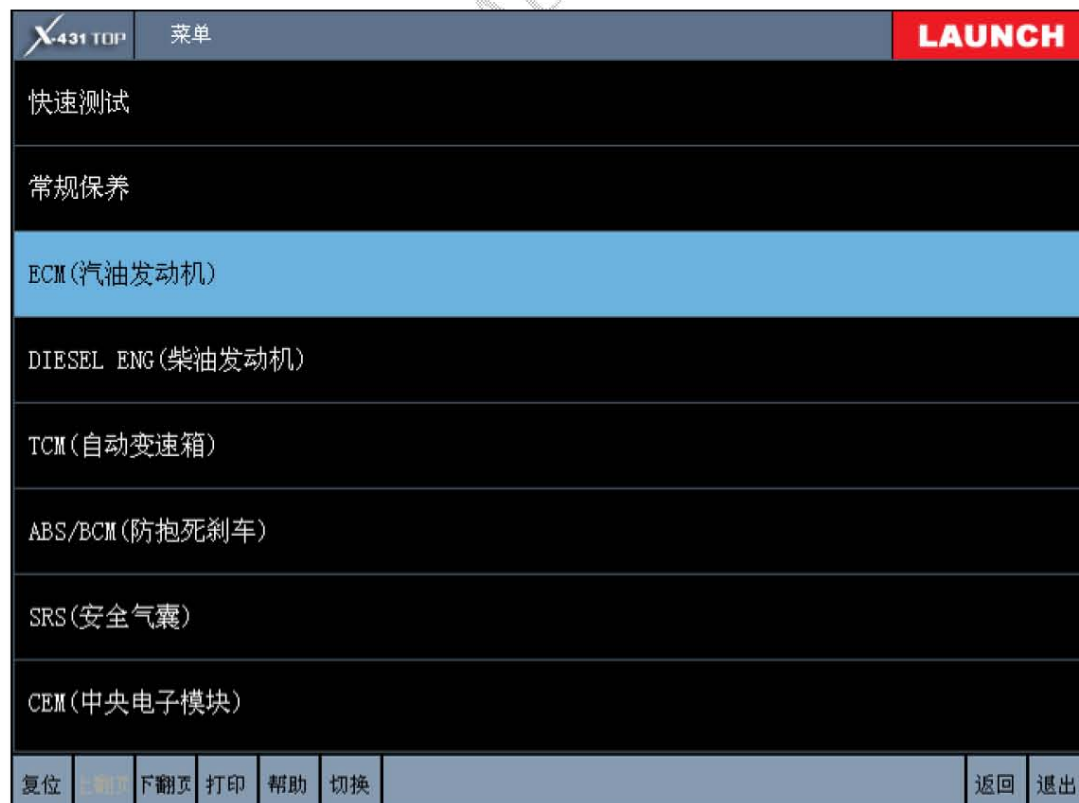 X-431 TOP 菜单 LAUNCH
快速测试
常规保养
ECM(汽油发动机)
DIESEL ENG(柴油发动机)
TCM(自动变速箱)
ABS/BCM(防抱死刹车)
SRS(安全气囊)
CEM(中央电子模块)
复位 上翻页 下翻页 打印 帮助 切换 返回 退出